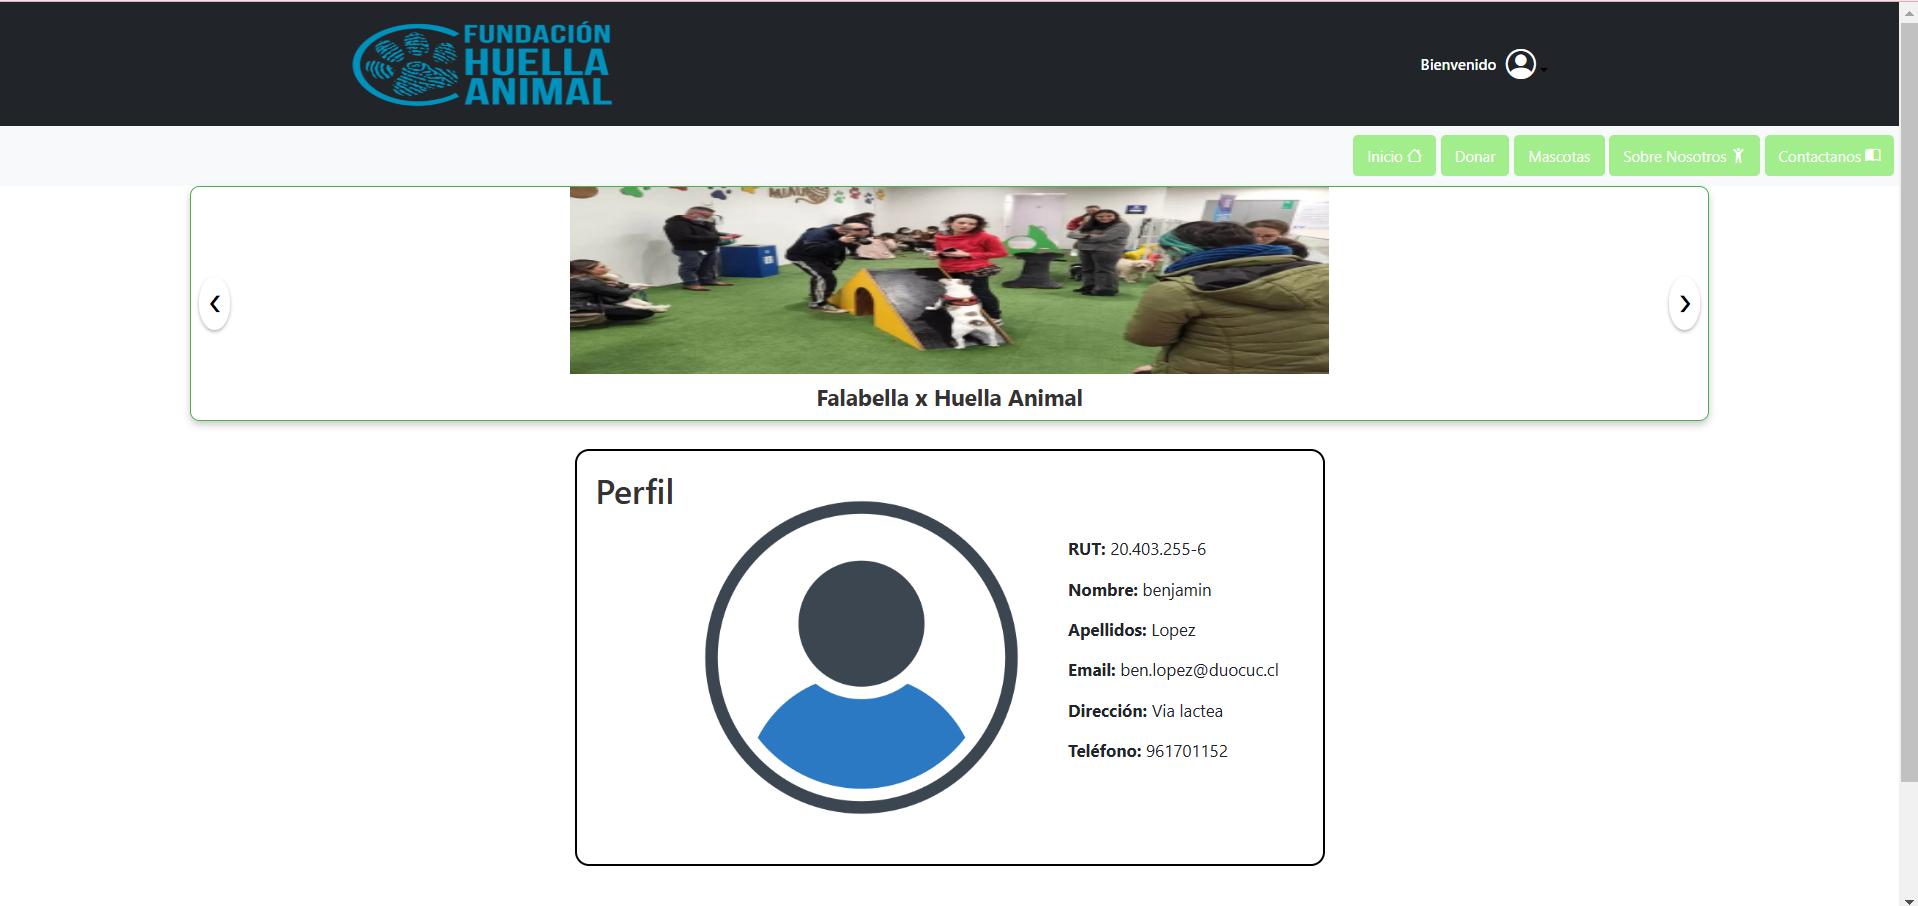 FUNDACIÓN
HUELLA
ANIMAL
Bienvenido
Inicio
Donar
Mascotas
Sobre Nosotros
Contactanos
❮
❯
Falabella x Huella Animal
Perfil
RUT: 20.403.255-6
Nombre: benjamin
Apellidos: Lopez
Email: ben.lopez@duocuc.cl
Dirección: Via lactea
Teléfono: 961701152